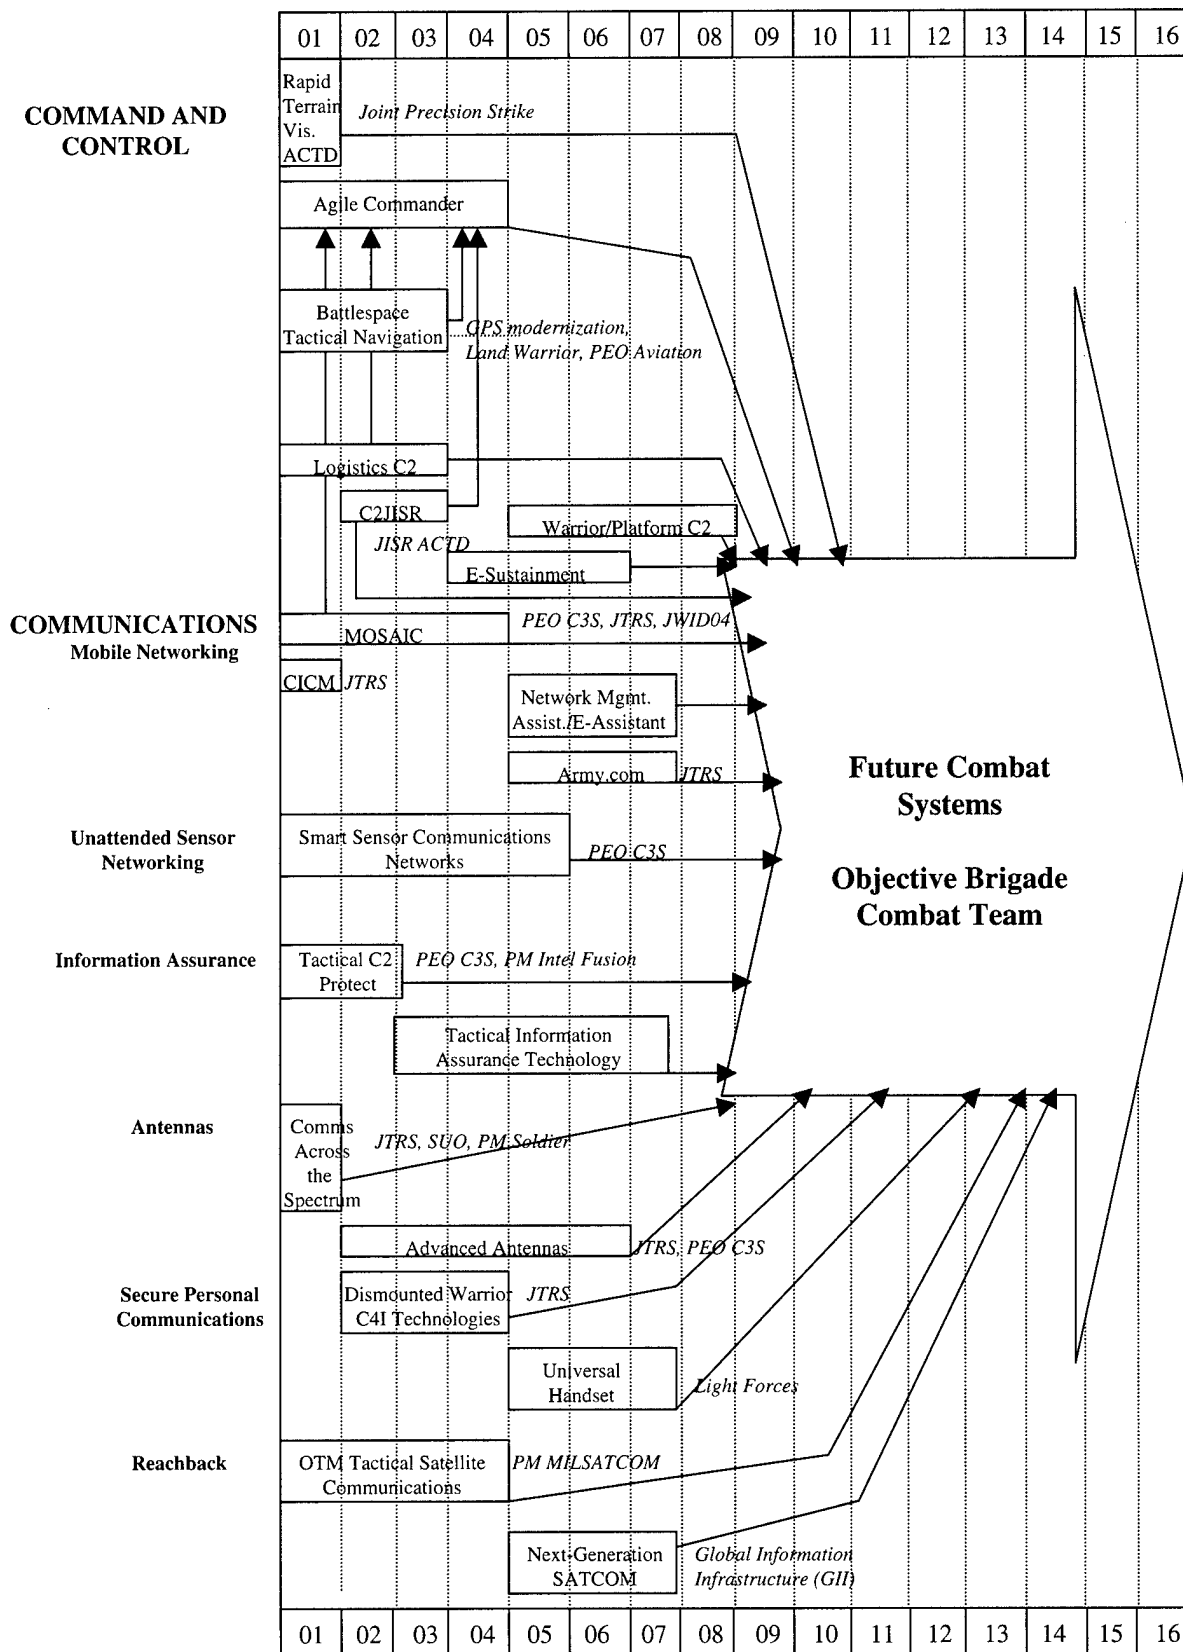 01 02 03 04 05 06 07 08 09 10 11 12 13 14 15 16
COMMAND AND
CONTROL
Rapid
Terrain
Vis.
ACTD
Joint Precision Strike
Agile Commander
Battlespace
Tactical Navigation
GPS modernization,
Land Warrior, PEO Aviation
Logistics C2
C2JISR
Warrior/Platform C2
JISR ACTD
E-Sustainment
COMMUNICATIONS
Mobile Networking
PEO C3S, JTRS, JWID04
MOSAIC
CICM
JTRS
Network Mgmt.
Assist./E-Assistant
Army.com
JTRS
Future Combat
Systems
Objective Brigade
Combat Team
Unattended Sensor
Networking
Smart Sensor Communications
Networks
PEO C3S
Information Assurance
Tactical C2
Protect
PEO C3S, PM Intel Fusion
Tactical Information
Assurance Technology
Antennas
Comms
Across
the
Spectrum
JTRS, SUO, PM Soldier
Advanced Antennas
JTRS, PEO C3S
Secure Personal
Communications
Dismounted Warrior
C4I Technologies
JTRS
Universal
Handset
Light Forces
Reachback
OTM Tactical Satellite
Communications
PM MILSATCOM
Next-Generation
SATCOM
Global Information
Infrastructure (GII)
01 02 03 04 05 06 07 08 09 10 11 12 13 14 15 16